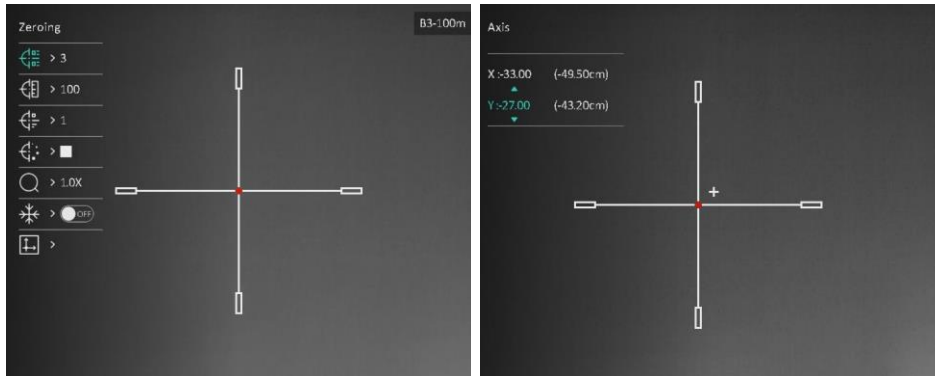 Zeroing
B3-100m
> 3
> 100
> 1
>
> 1.0X
> OFF
>
Axis
X :-33.00 (-49.50cm)
Y :-27.00 (-43.20cm)